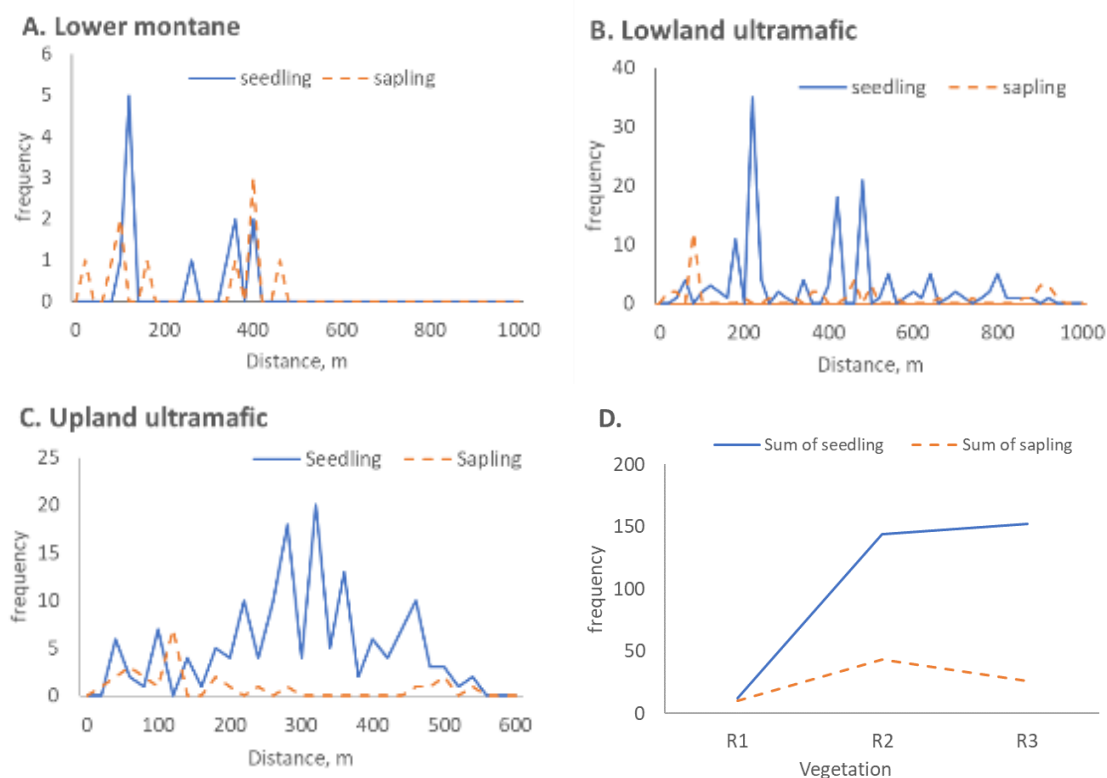 A. Lower montane
seedling sapling
frequency
6
5
4
3
2
1
0
0 200 400 600 800 1000
Distance, m
B. Lowland ultramafic
seedling sapling
frequency
40
30
20
10
0
0 200 400 600 800 1000
Distance, m
C. Upland ultramafic
Seedling Sapling
frequency
25
20
15
10
5
0
0 100 200 300 400 500 600
Distance, m
D.
Sum of seedling Sum of sapling
frequency
200
150
100
50
0
R1 R2 R3
Vegetation